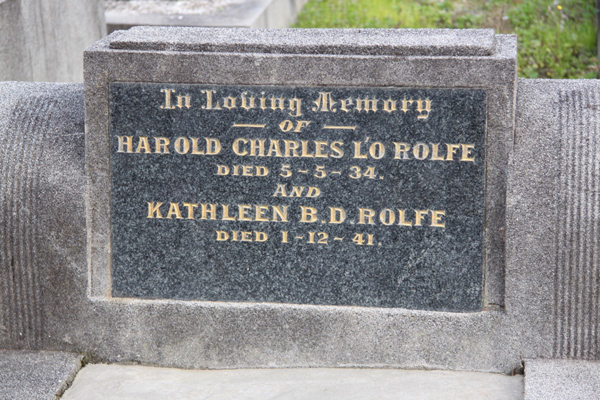 In Loving Memory
OF
HAROLD CHARLES L'O ROLFE
DIED 5-5-34.
AND
KATHLEEN B.D. ROLFE
DIED 1-12-41.